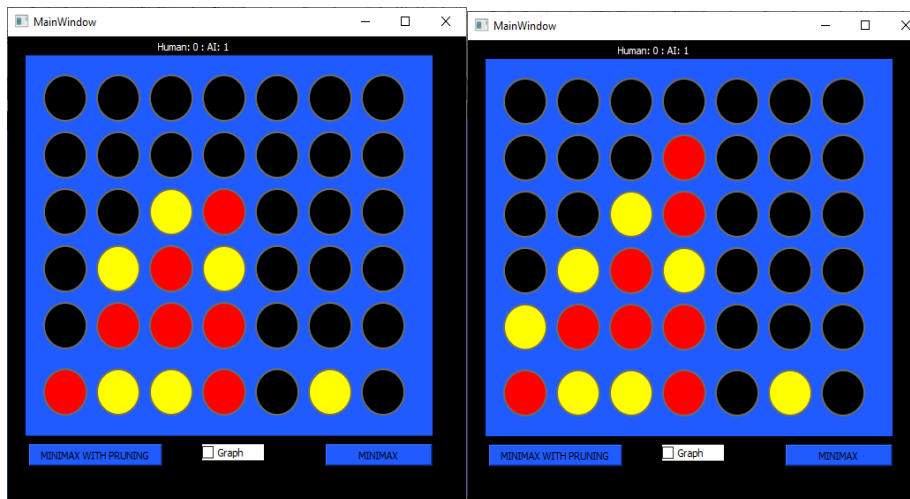 MainWindow
Human: 0 : AI: 1
MINIMAX WITH PRUNING
Graph
MINIMAX
MainWindow
Human: 0 : AI: 1
MINIMAX WITH PRUNING
Graph
MINIMAX